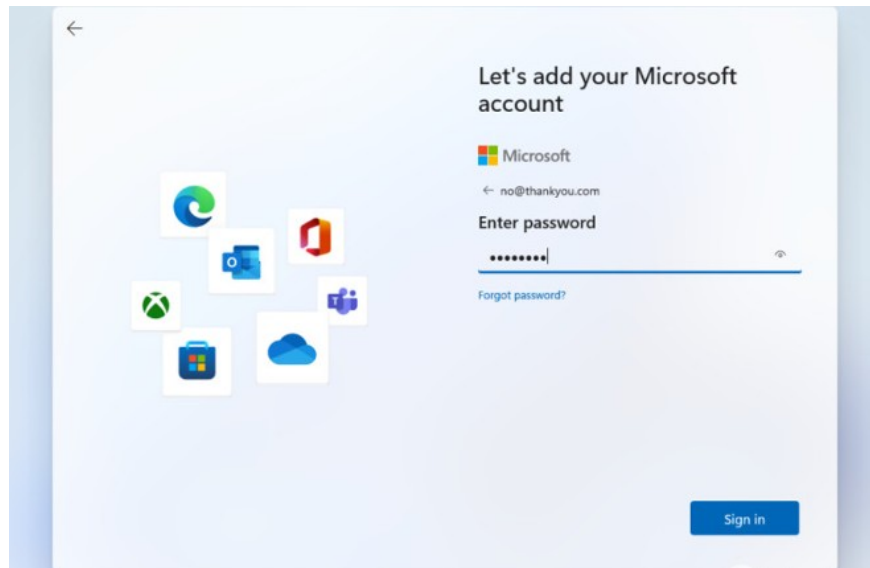 Let's add your Microsoft
account
Microsoft
← no@thankyou.com
Enter password
••••••••
Forgot password?
Sign in